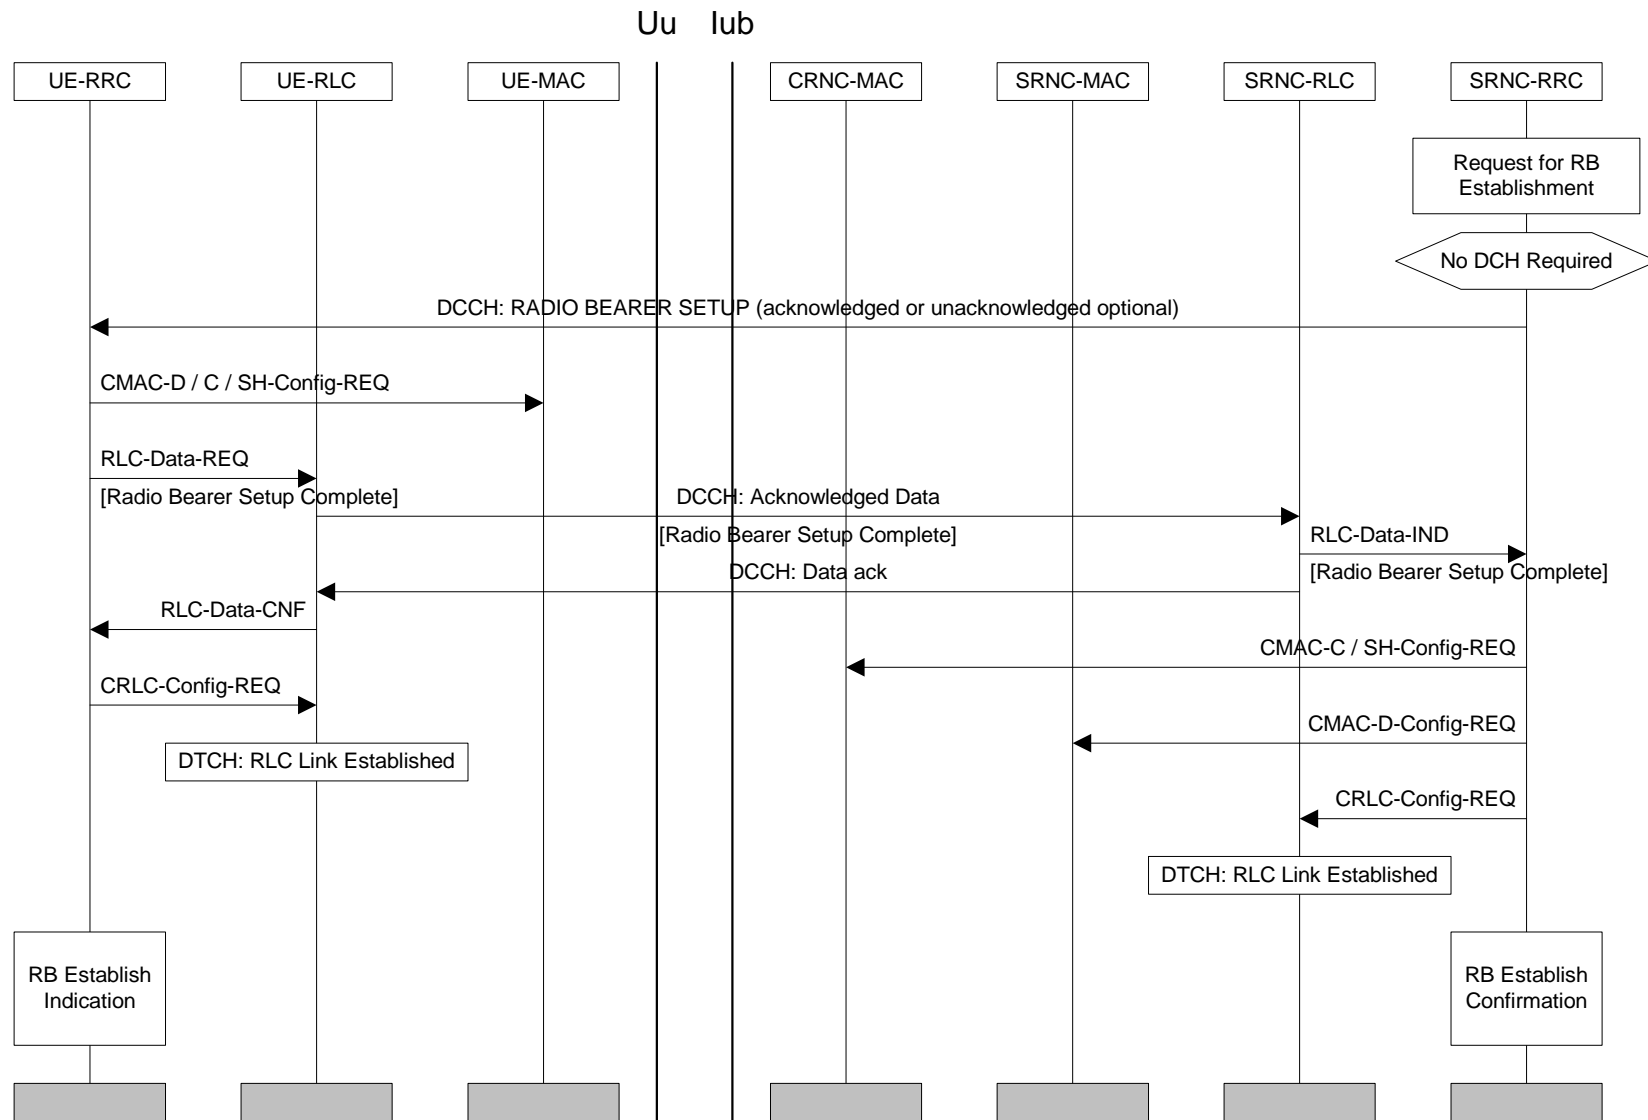 Uu Iub
UE-RRC UE-RLC UE-MAC CRNC-MAC SRNC-MAC SRNC-RLC SRNC-RRC
Request for RB
Establishment
No DCH Required
DCCH: RADIO BEARER SETUP (acknowledged or unacknowledged optional)
CMAC-D / C / SH-Config-REQ
RLC-Data-REQ
[Radio Bearer Setup Complete]
DCCH: Acknowledged Data
[Radio Bearer Setup Complete]
RLC-Data-IND
[Radio Bearer Setup Complete]
DCCH: Data ack
RLC-Data-CNF
CMAC-C / SH-Config-REQ
CRLC-Config-REQ
CMAC-D-Config-REQ
DTCH: RLC Link Established
CRLC-Config-REQ
DTCH: RLC Link Established
RB Establish
Indication
RB Establish
Confirmation